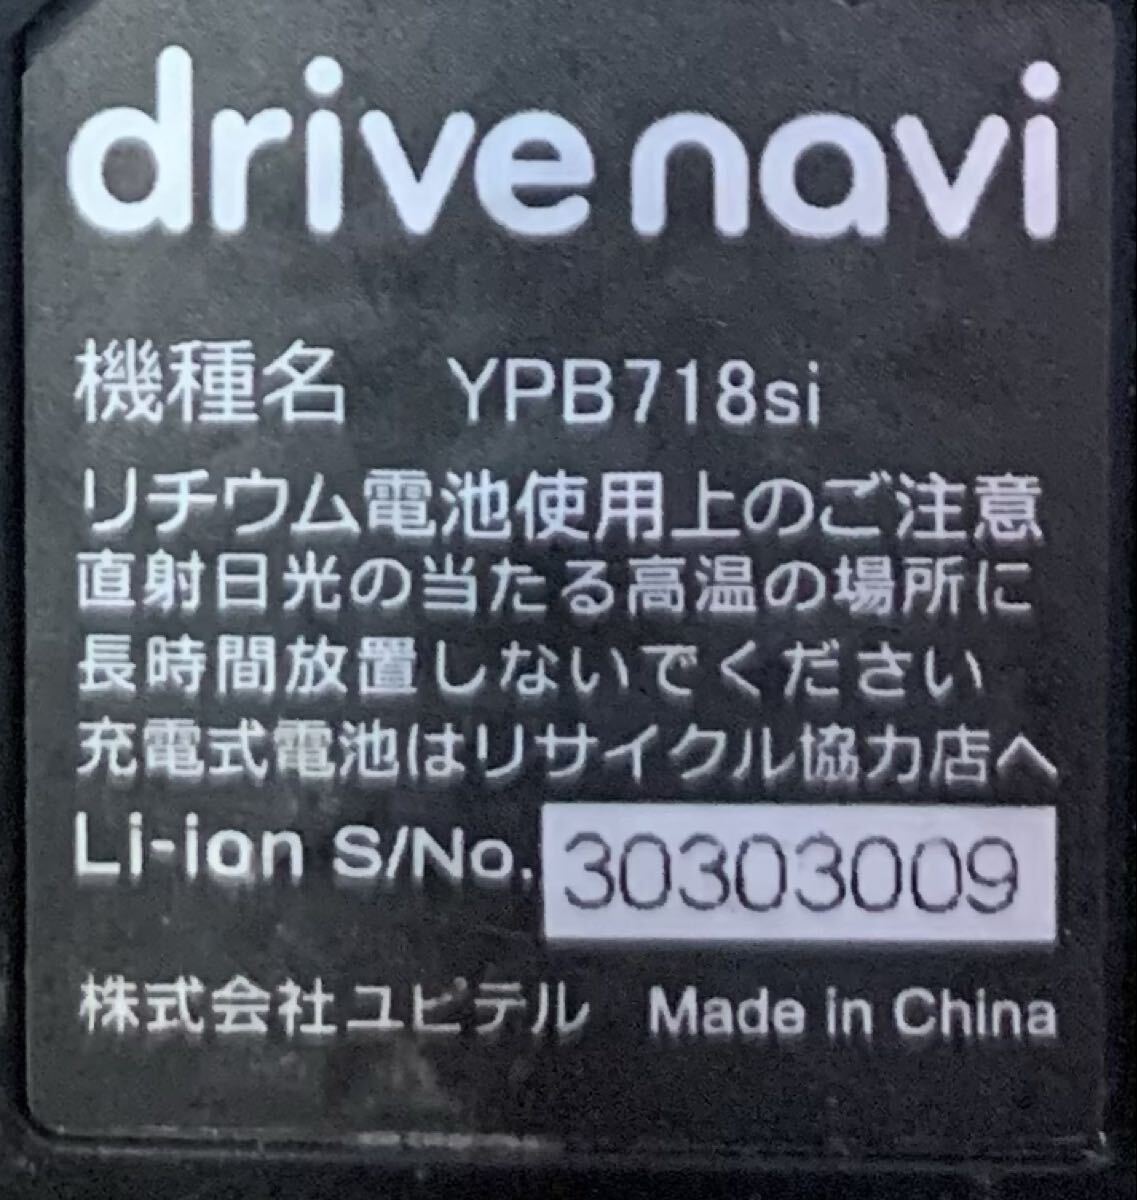 drive navi
機種名 YPB718si
リチウム電池使用上のご注意
直射日光の当たる高温の場所に
長時間放置しないでください
充電式電池はリサイクル協力店へ
Li-ion S/No. 30303009
株式会社ユピテル Made in China